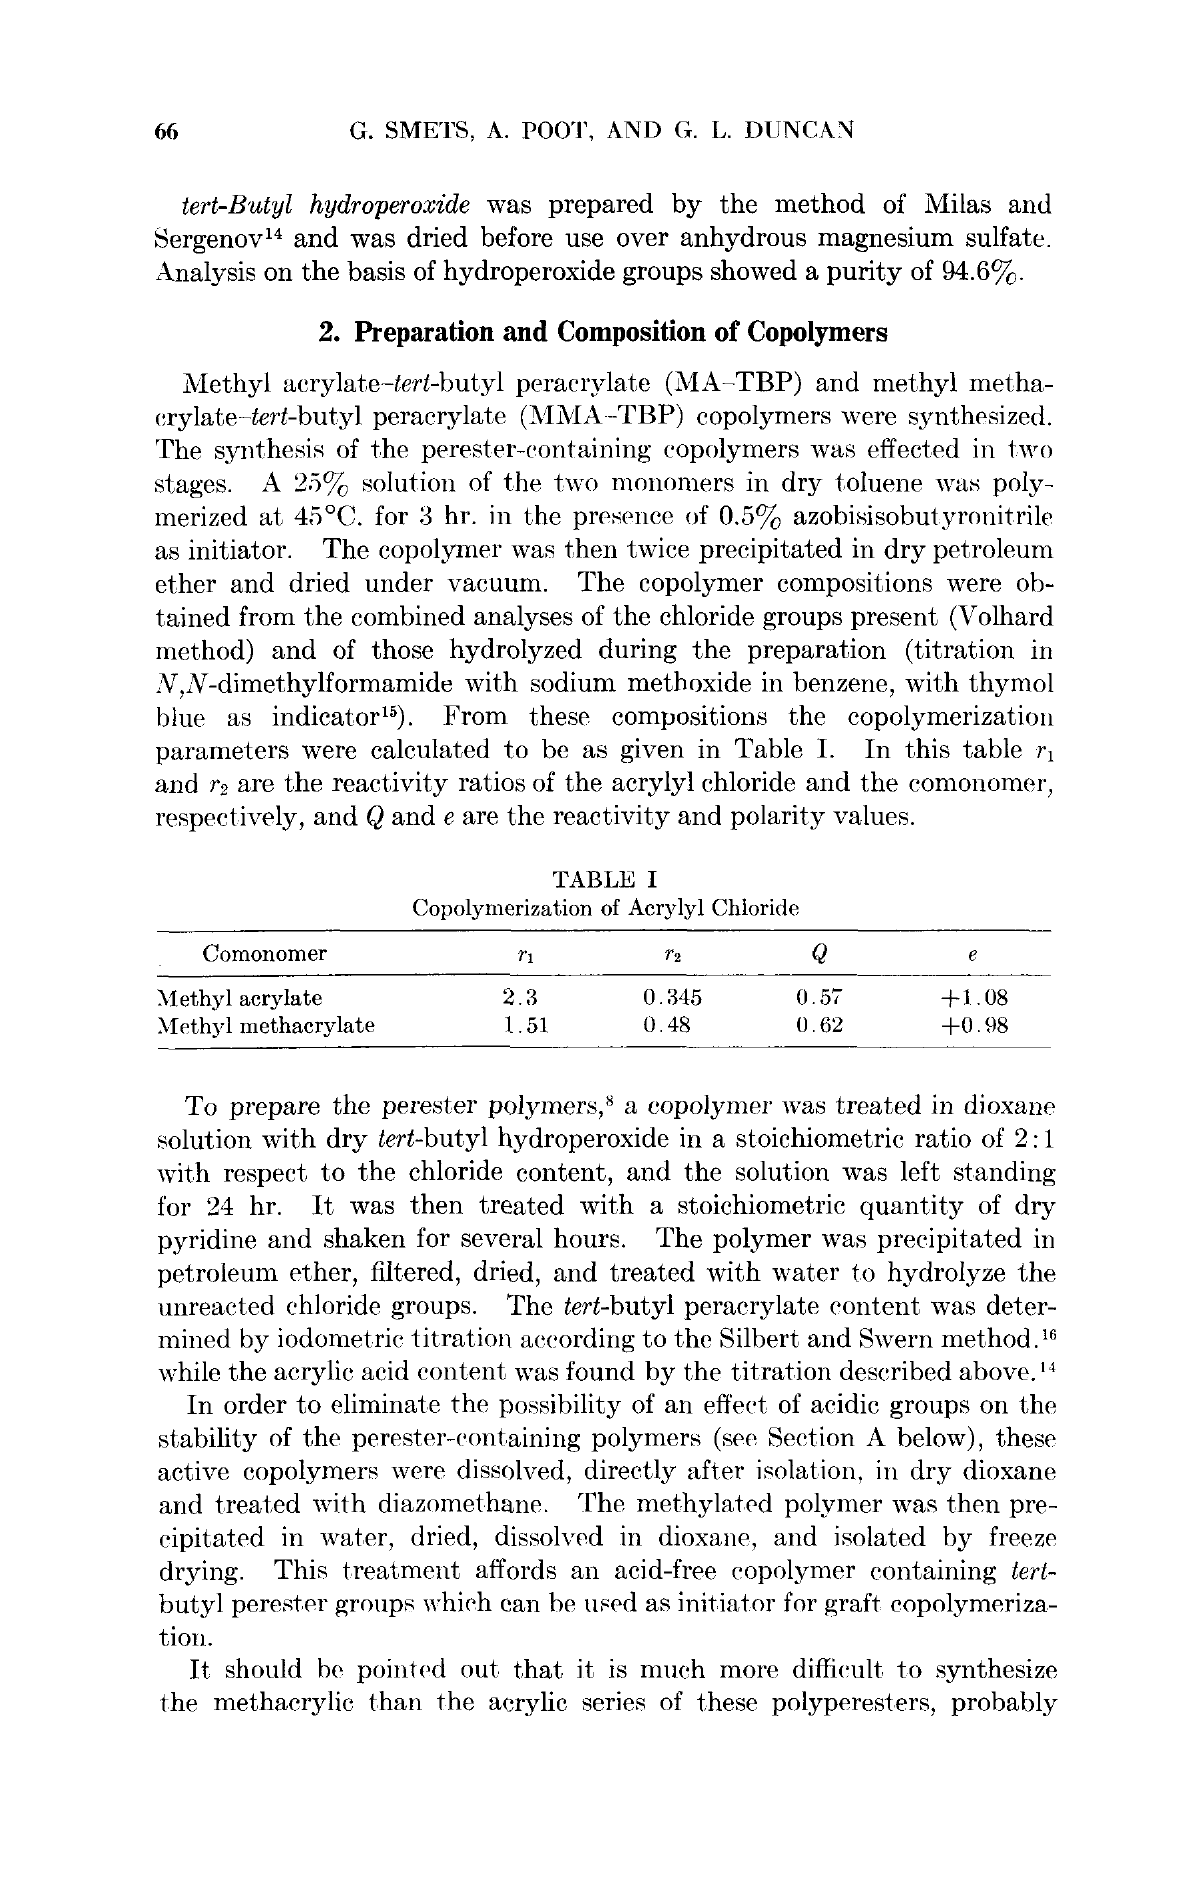 66 G. SMETS, A. POOT, AND G. L. DUNCAN
tert-Butyl hydroperoxide was prepared by the method of Milas and
Sergenov¹⁴ and was dried before use over anhydrous magnesium sulfate.
Analysis on the basis of hydroperoxide groups showed a purity of 94.6%.
2. Preparation and Composition of Copolymers
Methyl acrylate–tert-butyl peracrylate (MA–TBP) and methyl metha-
crylate–tert-butyl peracrylate (MMA–TBP) copolymers were synthesized.
The synthesis of the perester-containing copolymers was effected in two
stages. A 25% solution of the two monomers in dry toluene was poly-
merized at 45°C. for 3 hr. in the presence of 0.5% azobisisobutyronitrile
as initiator. The copolymer was then twice precipitated in dry petroleum
ether and dried under vacuum. The copolymer compositions were ob-
tained from the combined analyses of the chloride groups present (Volhard
method) and of those hydrolyzed during the preparation (titration in
N,N-dimethylformamide with sodium methoxide in benzene, with thymol
blue as indicator¹⁵). From these compositions the copolymerization
parameters were calculated to be as given in Table I. In this table r₁
and r₂ are the reactivity ratios of the acrylyl chloride and the comonomer,
respectively, and Q and e are the reactivity and polarity values.
TABLE I
Copolymerization of Acrylyl Chloride
Comonomer r₁ r₂ Q e
Methyl acrylate 2.3 0.345 0.57 +1.08
Methyl methacrylate 1.51 0.48 0.62 +0.98
To prepare the perester polymers,⁸ a copolymer was treated in dioxane
solution with dry tert-butyl hydroperoxide in a stoichiometric ratio of 2:1
with respect to the chloride content, and the solution was left standing
for 24 hr. It was then treated with a stoichiometric quantity of dry
pyridine and shaken for several hours. The polymer was precipitated in
petroleum ether, filtered, dried, and treated with water to hydrolyze the
unreacted chloride groups. The tert-butyl peracrylate content was deter-
mined by iodometric titration according to the Silbert and Swern method.¹⁶
while the acrylic acid content was found by the titration described above.¹⁴
In order to eliminate the possibility of an effect of acidic groups on the
stability of the perester-containing polymers (see Section A below), these
active copolymers were dissolved, directly after isolation, in dry dioxane
and treated with diazomethane. The methylated polymer was then pre-
cipitated in water, dried, dissolved in dioxane, and isolated by freeze
drying. This treatment affords an acid-free copolymer containing tert-
butyl perester groups which can be used as initiator for graft copolymeriza-
tion.
It should be pointed out that it is much more difficult to synthesize
the methacrylic than the acrylic series of these polyperesters, probably